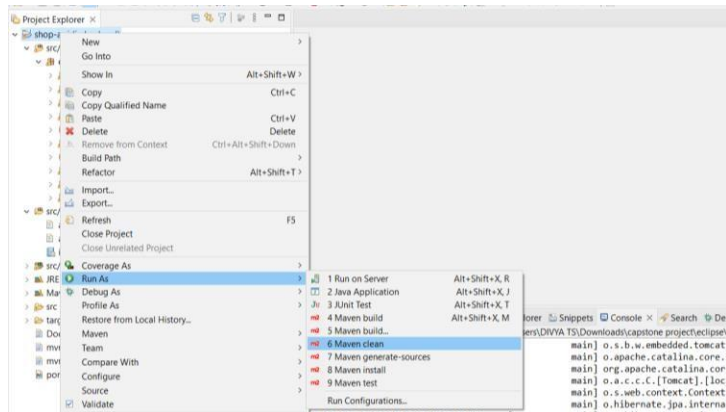 Project Explorer ×
shop-
New
Go Into
Show In Alt+Shift+W >
Copy Ctrl+C
Copy Qualified Name
Paste Ctrl+V
Delete Delete
Remove from Context Ctrl+Alt+Shift+Down
Build Path
Refactor Alt+Shift+T >
Import...
Export...
Refresh F5
Close Project
Close Unrelated Project
src/
src/
src/
JRE
Mav
src
targ
Do
mv
mv
por
Coverage As
Run As
Debug As
Profile As
Restore from Local History...
Maven
Team
Compare With
Configure
Source
Validate
1 Run on Server Alt+Shift+X, R
2 Java Application Alt+Shift+X, J
3 JUnit Test Alt+Shift+X, T
4 Maven build Alt+Shift+X, M
5 Maven build...
6 Maven clean
7 Maven generate-sources
8 Maven install
9 Maven test
Run Configurations...
lorer Snippets Console × Search De
ers\DIVYA TS\Downloads\capstone project\eclipse\
main] o.s.b.w.embedded.tomcat
main] o.apache.catalina.core.
main] org.apache.catalina.cor
main] o.a.c.c.C.[Tomcat].[loc
main] o.s.web.context.Context
main] o.hibernate.jpa.interna